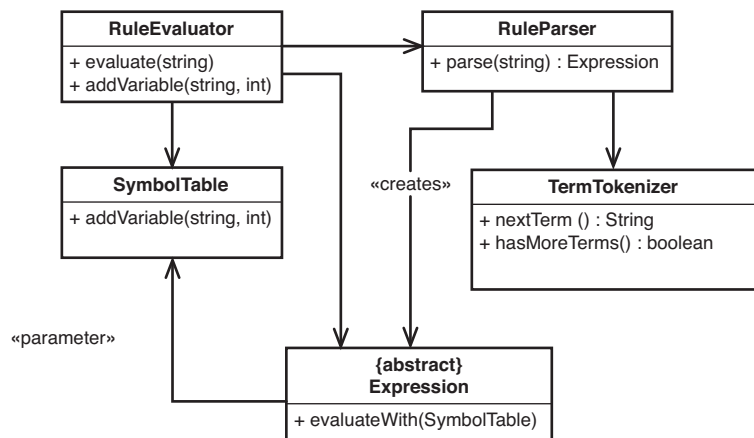 RuleEvaluator
+ evaluate(string)
+ addVariable(string, int)
RuleParser
+ parse(string) : Expression
SymbolTable
+ addVariable(string, int)
«creates»
TermTokenizer
+ nextTerm () : String
+ hasMoreTerms() : boolean
«parameter»
{abstract}
Expression
+ evaluateWith(SymbolTable)